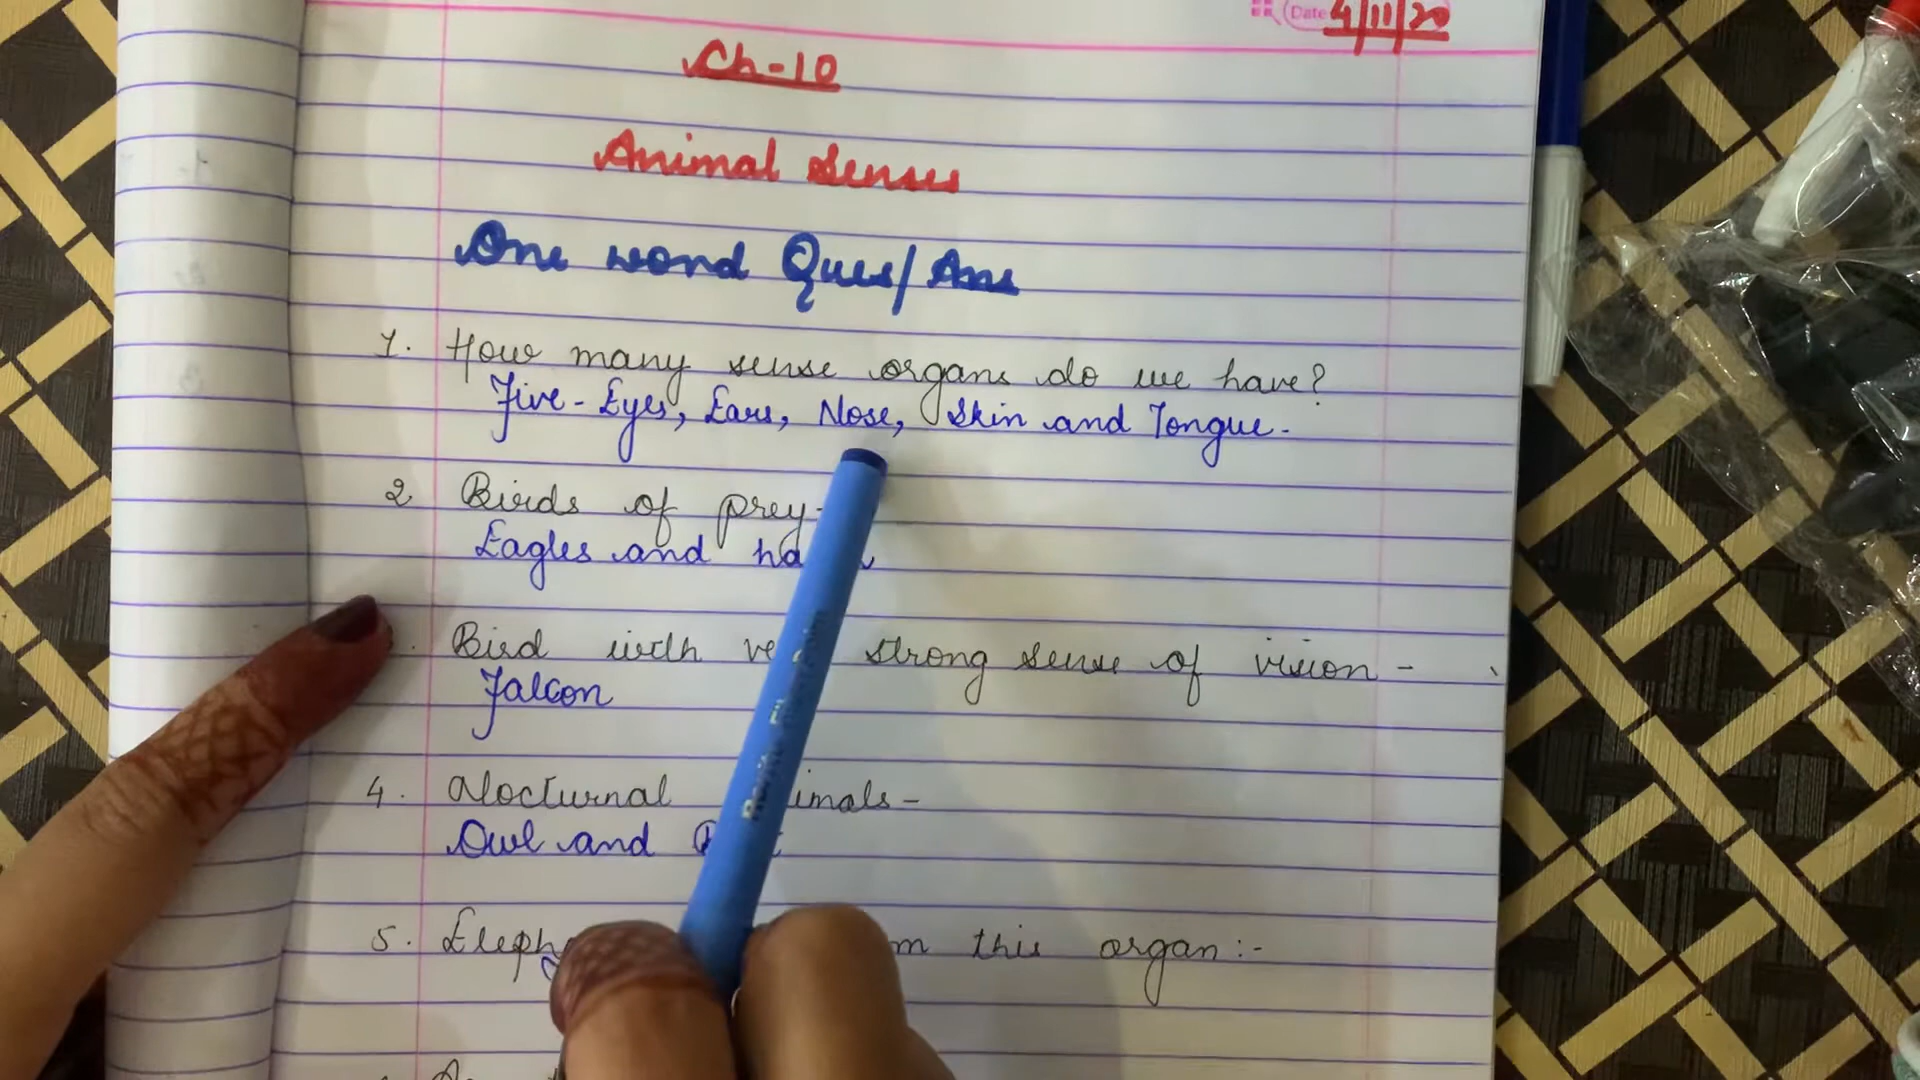 Date 4/11/20
Ch-10
Animal Senses
One word Ques/Ans
1. How many sense organs do we have?
Five - Eyes, Ears, Nose, Skin and Tongue.
2 Birds of prey-
Eagles and
Bird with strong sense of vision -
Falcon
4. Nocturnal
Owl and
5. this organ:-